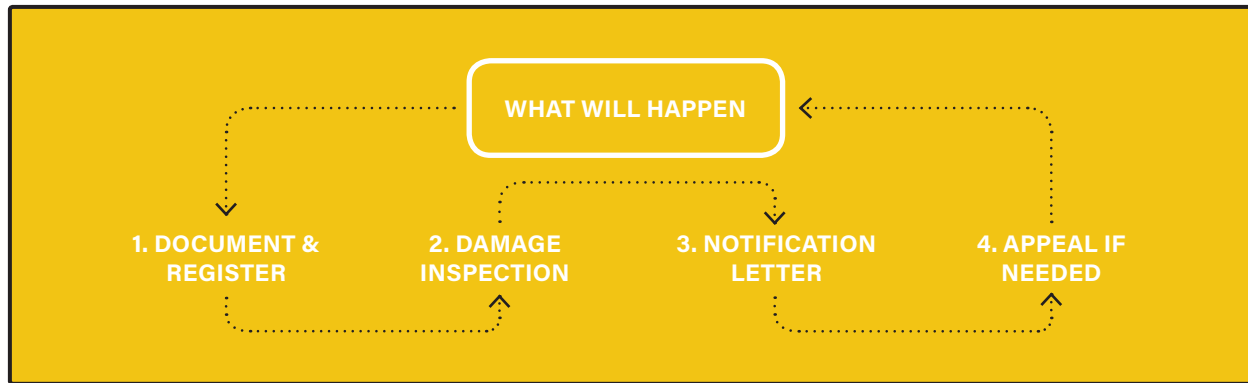 WHAT WILL HAPPEN
1. DOCUMENT &
REGISTER
2. DAMAGE
INSPECTION
3. NOTIFICATION
LETTER
4. APPEAL IF
NEEDED